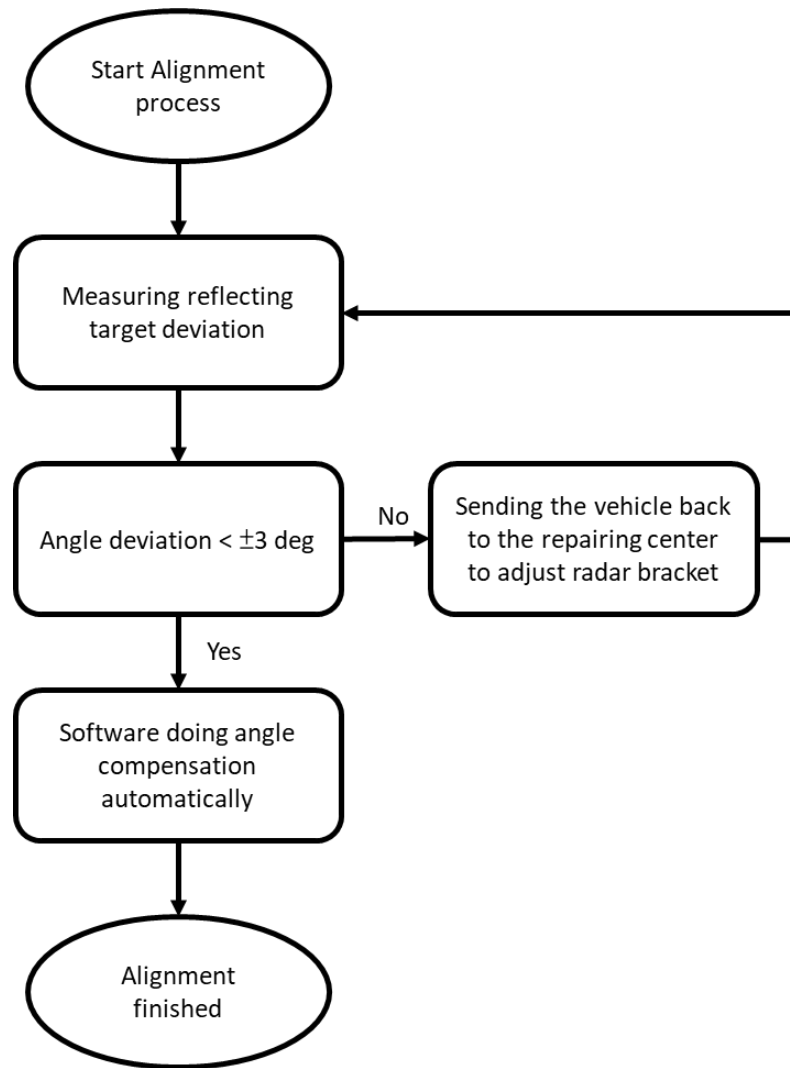 Start Alignment
process
Measuring reflecting
target deviation
Angle deviation < ±3 deg
No
Sending the vehicle back
to the repairing center
to adjust radar bracket
Yes
Software doing angle
compensation
automatically
Alignment
finished